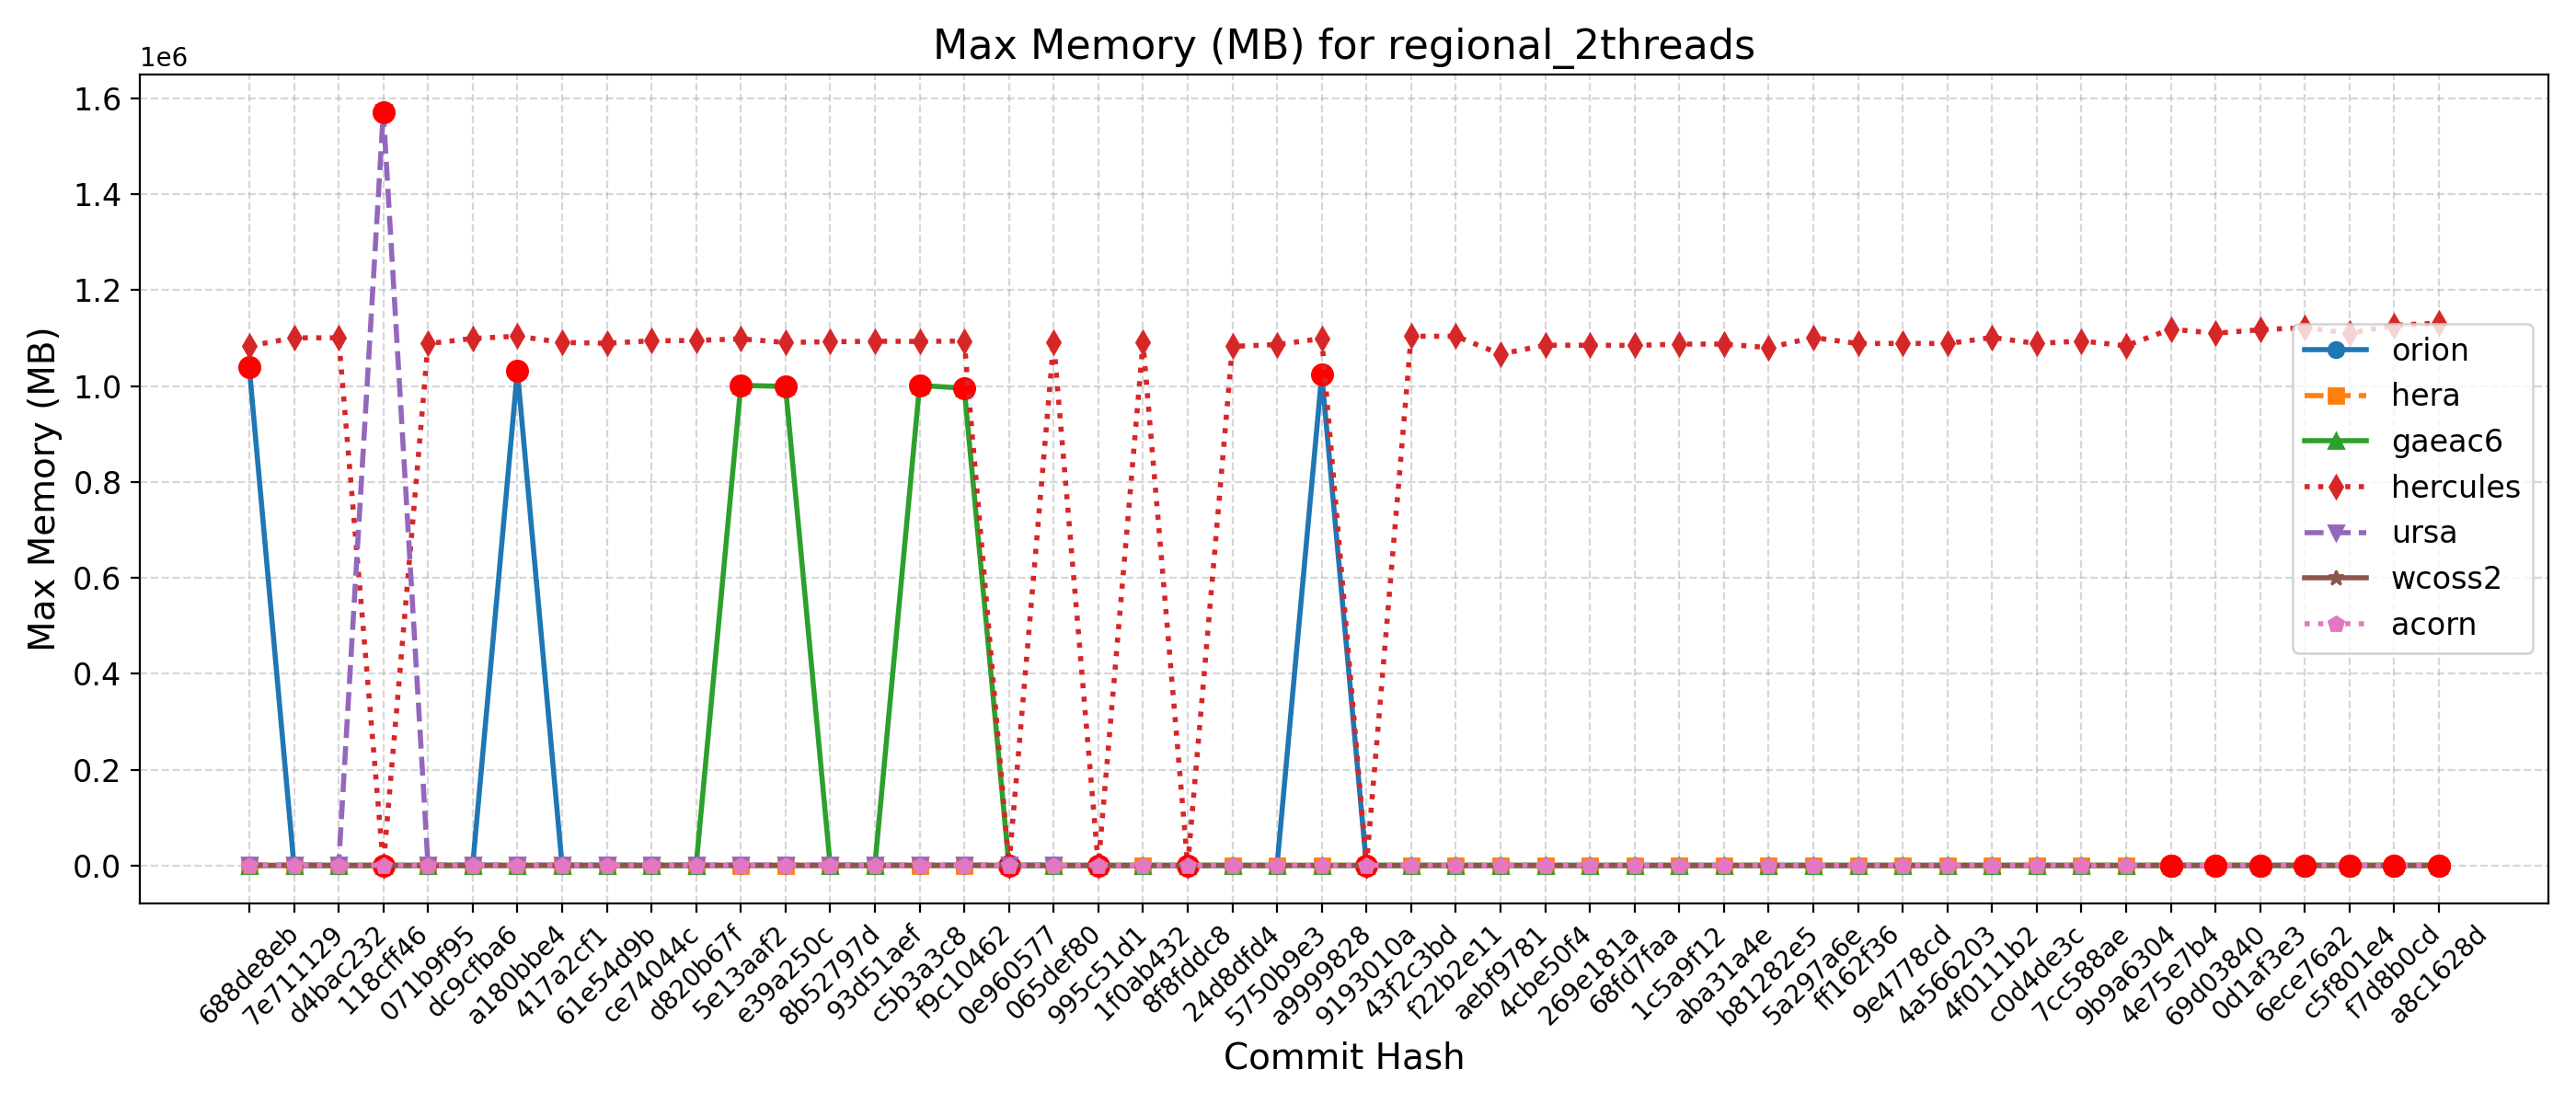 Max Memory (MB) for regional_2threads
1e6
1.6
1.4
1.2
1.0
0.8
0.6
0.4
0.2
0.0
Max Memory (MB)
orion
hera
gaeac6
hercules
ursa
wcoss2
acorn
688de8eb
7e711129
d4bac232
118cff46
071b9f95
dc9cfba6
a180bbe4
417a2cf1
61e54d9b
ce74044c
d820b67f
5e13aaf2
e39a250c
8b52797d
93d51aef
c5b3a3c8
f9c10462
0e960577
065def80
995c51d1
1f0ab432
8f8fddc8
24d8dfd4
5750b9e3
a9999828
9193010a
43f2c3bd
f22b2e11
aebf9781
4cbe50f4
269e181a
68fd7faa
1c5a9f12
aba31a4e
b81282e5
5a297a6e
ff162f36
9e4778cd
4a566203
4f0111b2
c0d4de3c
7cc588ae
9b9a6304
4e75e7b4
69d03840
0d1af3e3
6ece76a2
c5f801e4
f7d8b0cd
a8c1628d
Commit Hash